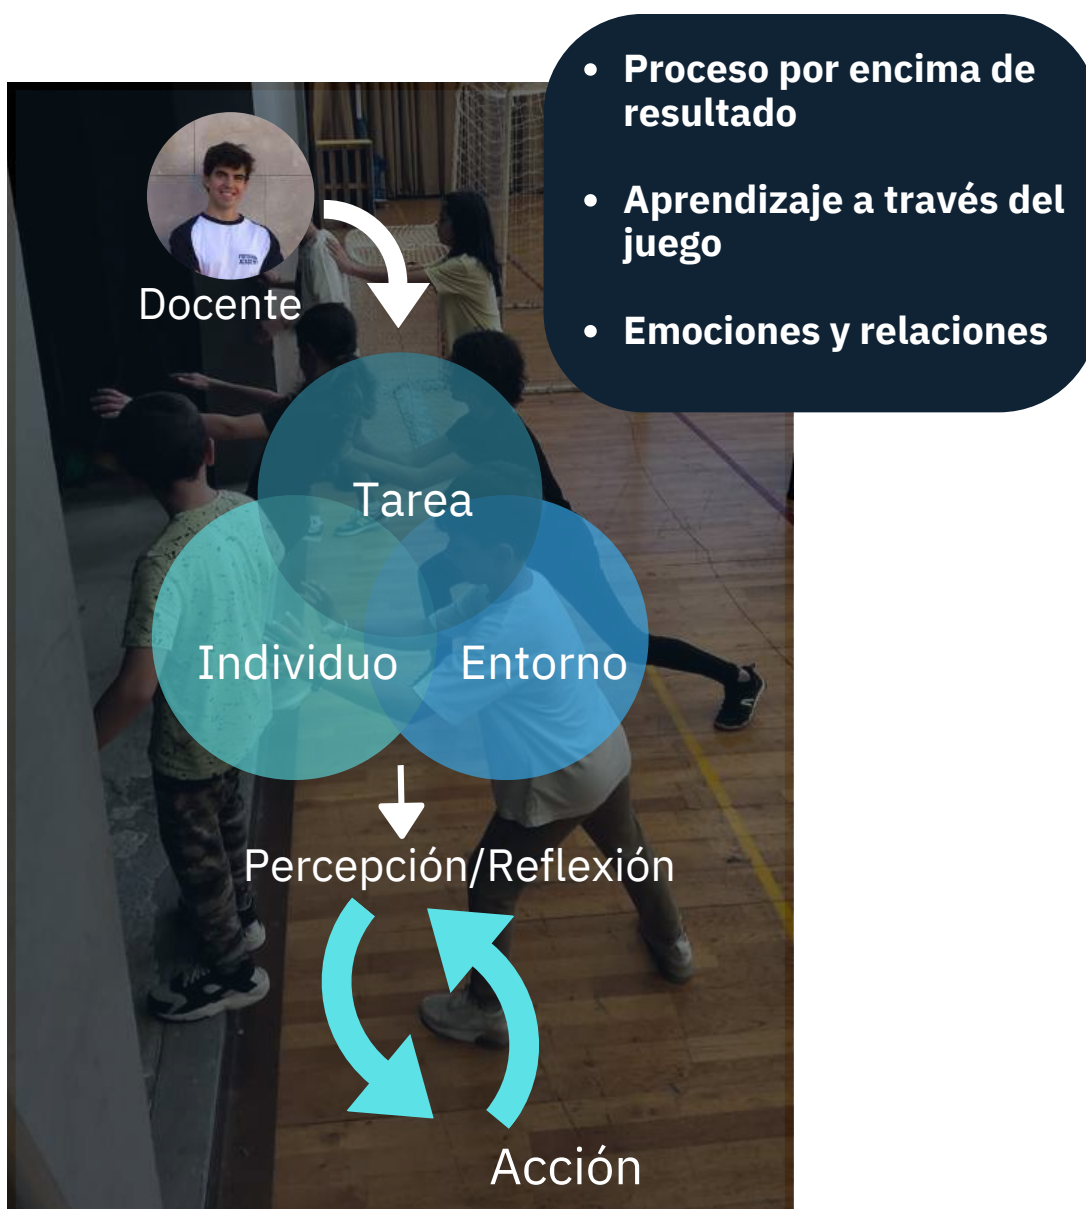 • Proceso por encima de
resultado
• Aprendizaje a través del
juego
• Emociones y relaciones
Docente
Tarea
Individuo
Entorno
Percepción/Reflexión
Acción